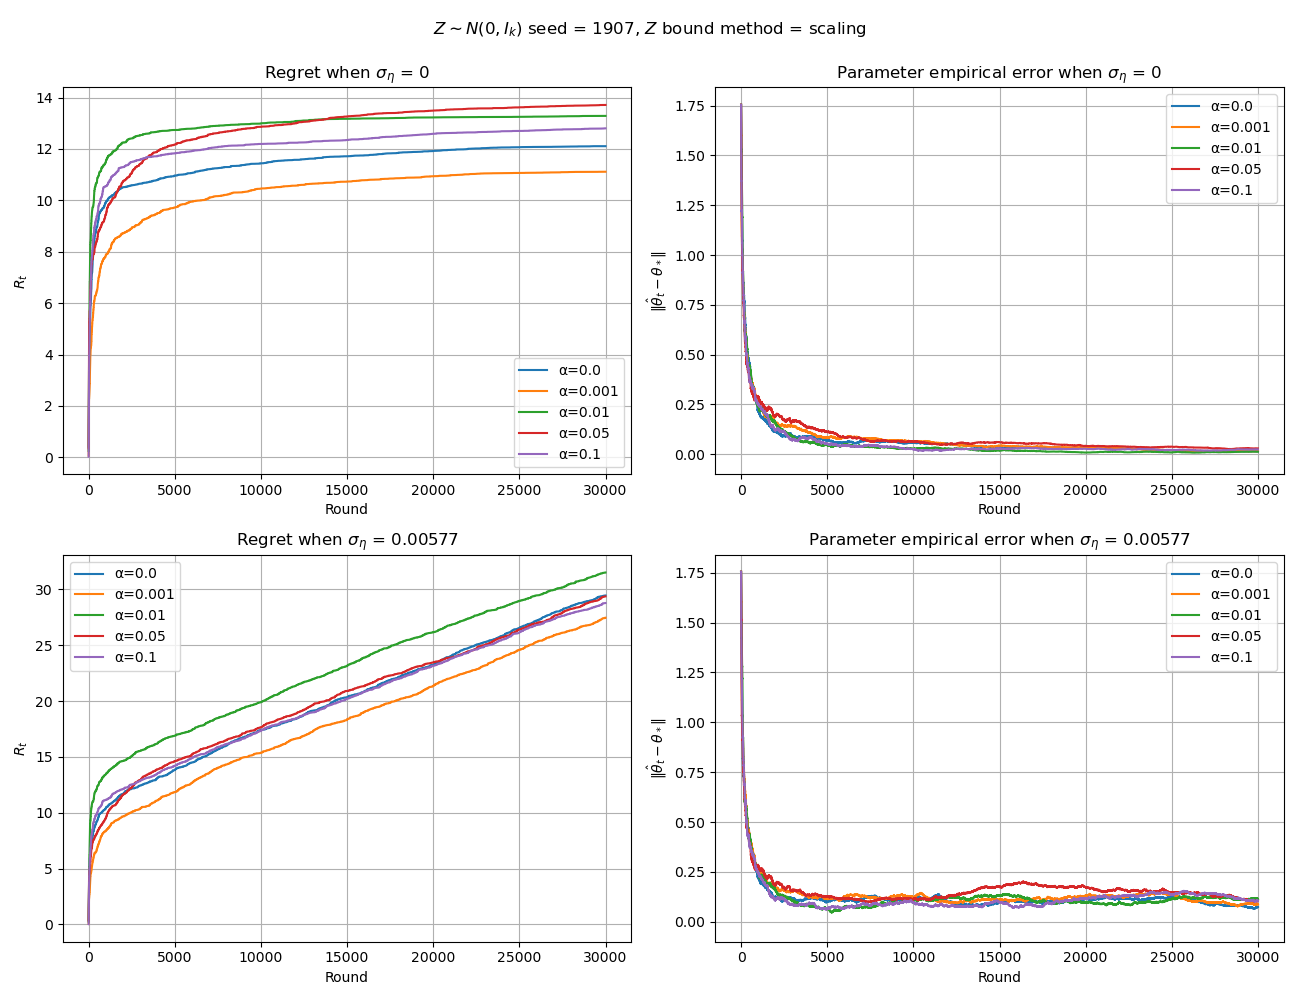 Z ∼ N(0, I_k) seed = 1907, Z bound method = scaling
Regret when σ_η = 0
14
12
10
8
6
4
2
0
R_t
α=0.0
α=0.001
α=0.01
α=0.05
α=0.1
0 5000 10000 15000 20000 25000 30000
Round
Parameter empirical error when σ_η = 0
1.75
1.50
1.25
1.00
0.75
0.50
0.25
0.00
‖θ̂_t − θ_*‖
α=0.0
α=0.001
α=0.01
α=0.05
α=0.1
0 5000 10000 15000 20000 25000 30000
Round
Regret when σ_η = 0.00577
30
25
20
15
10
5
0
R_t
α=0.0
α=0.001
α=0.01
α=0.05
α=0.1
0 5000 10000 15000 20000 25000 30000
Round
Parameter empirical error when σ_η = 0.00577
1.75
1.50
1.25
1.00
0.75
0.50
0.25
0.00
‖θ̂_t − θ_*‖
α=0.0
α=0.001
α=0.01
α=0.05
α=0.1
0 5000 10000 15000 20000 25000 30000
Round